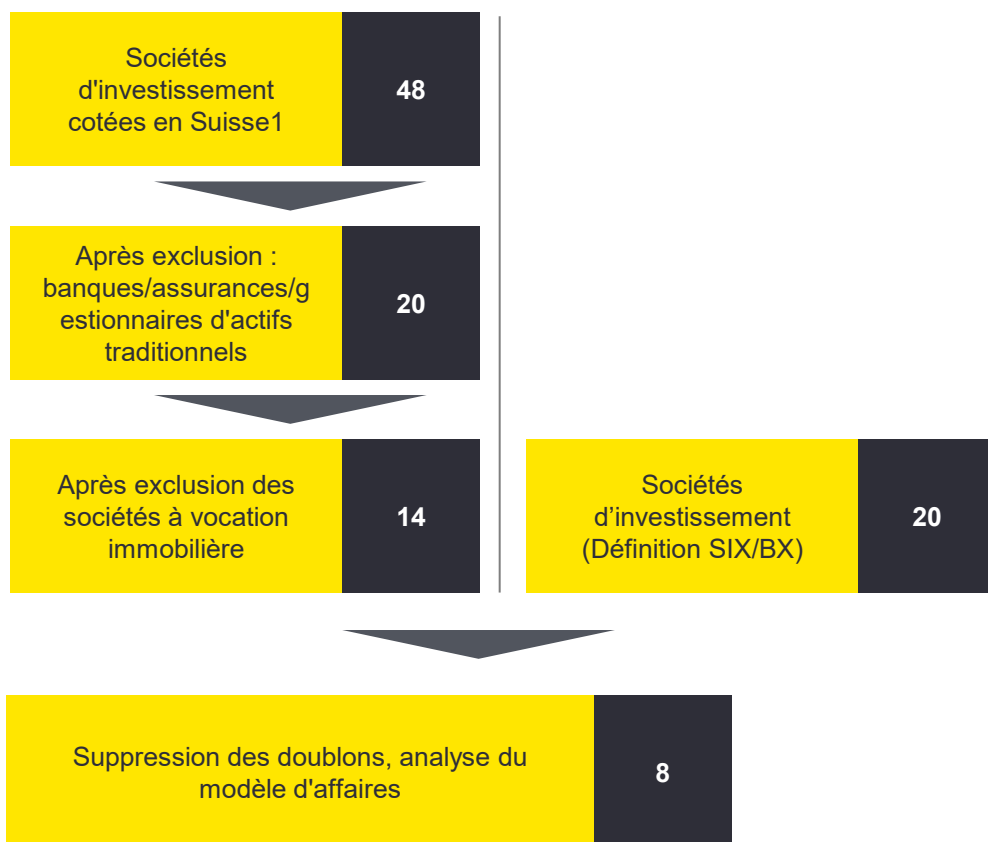 Sociétés
d'investissement
cotées en Suisse1
48
Après exclusion :
banques/assurances/g
estionnaires d'actifs
traditionnels
20
Après exclusion des
sociétés à vocation
immobilière
14
Sociétés
d’investissement
(Définition SIX/BX)
20
Suppression des doublons, analyse du
modèle d'affaires
8